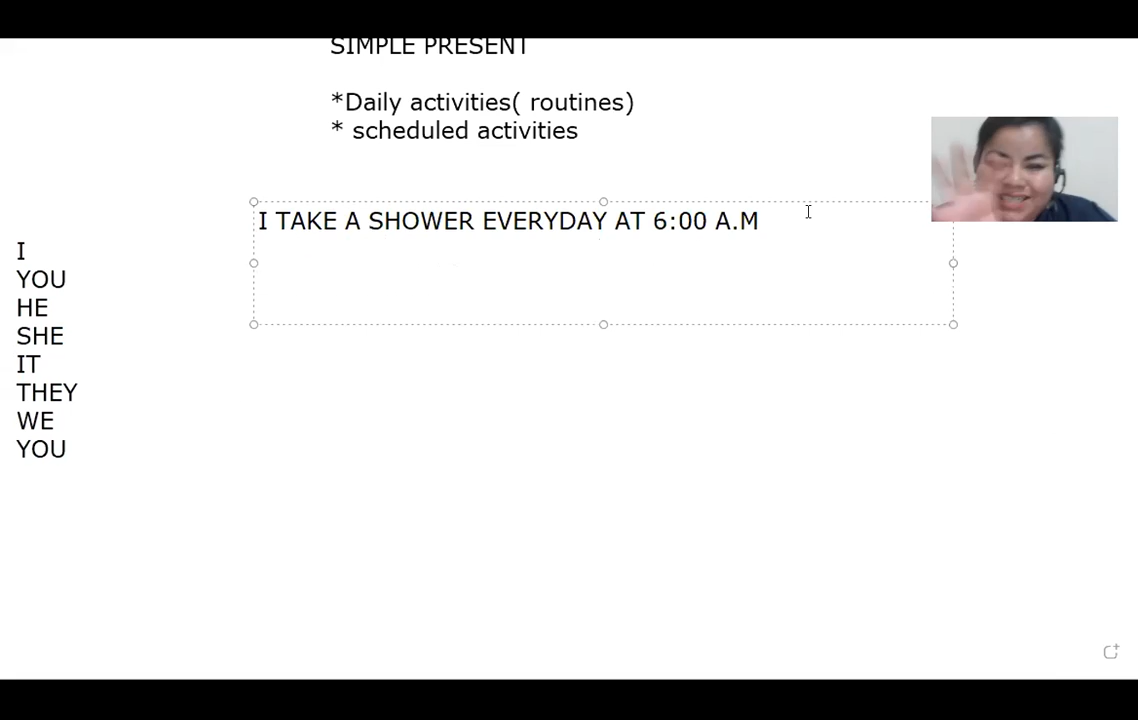 SIMPLE PRESENT
*Daily activities( routines)
* scheduled activities
I TAKE A SHOWER EVERYDAY AT 6:00 A.M
I
YOU
HE
SHE
IT
THEY
WE
YOU